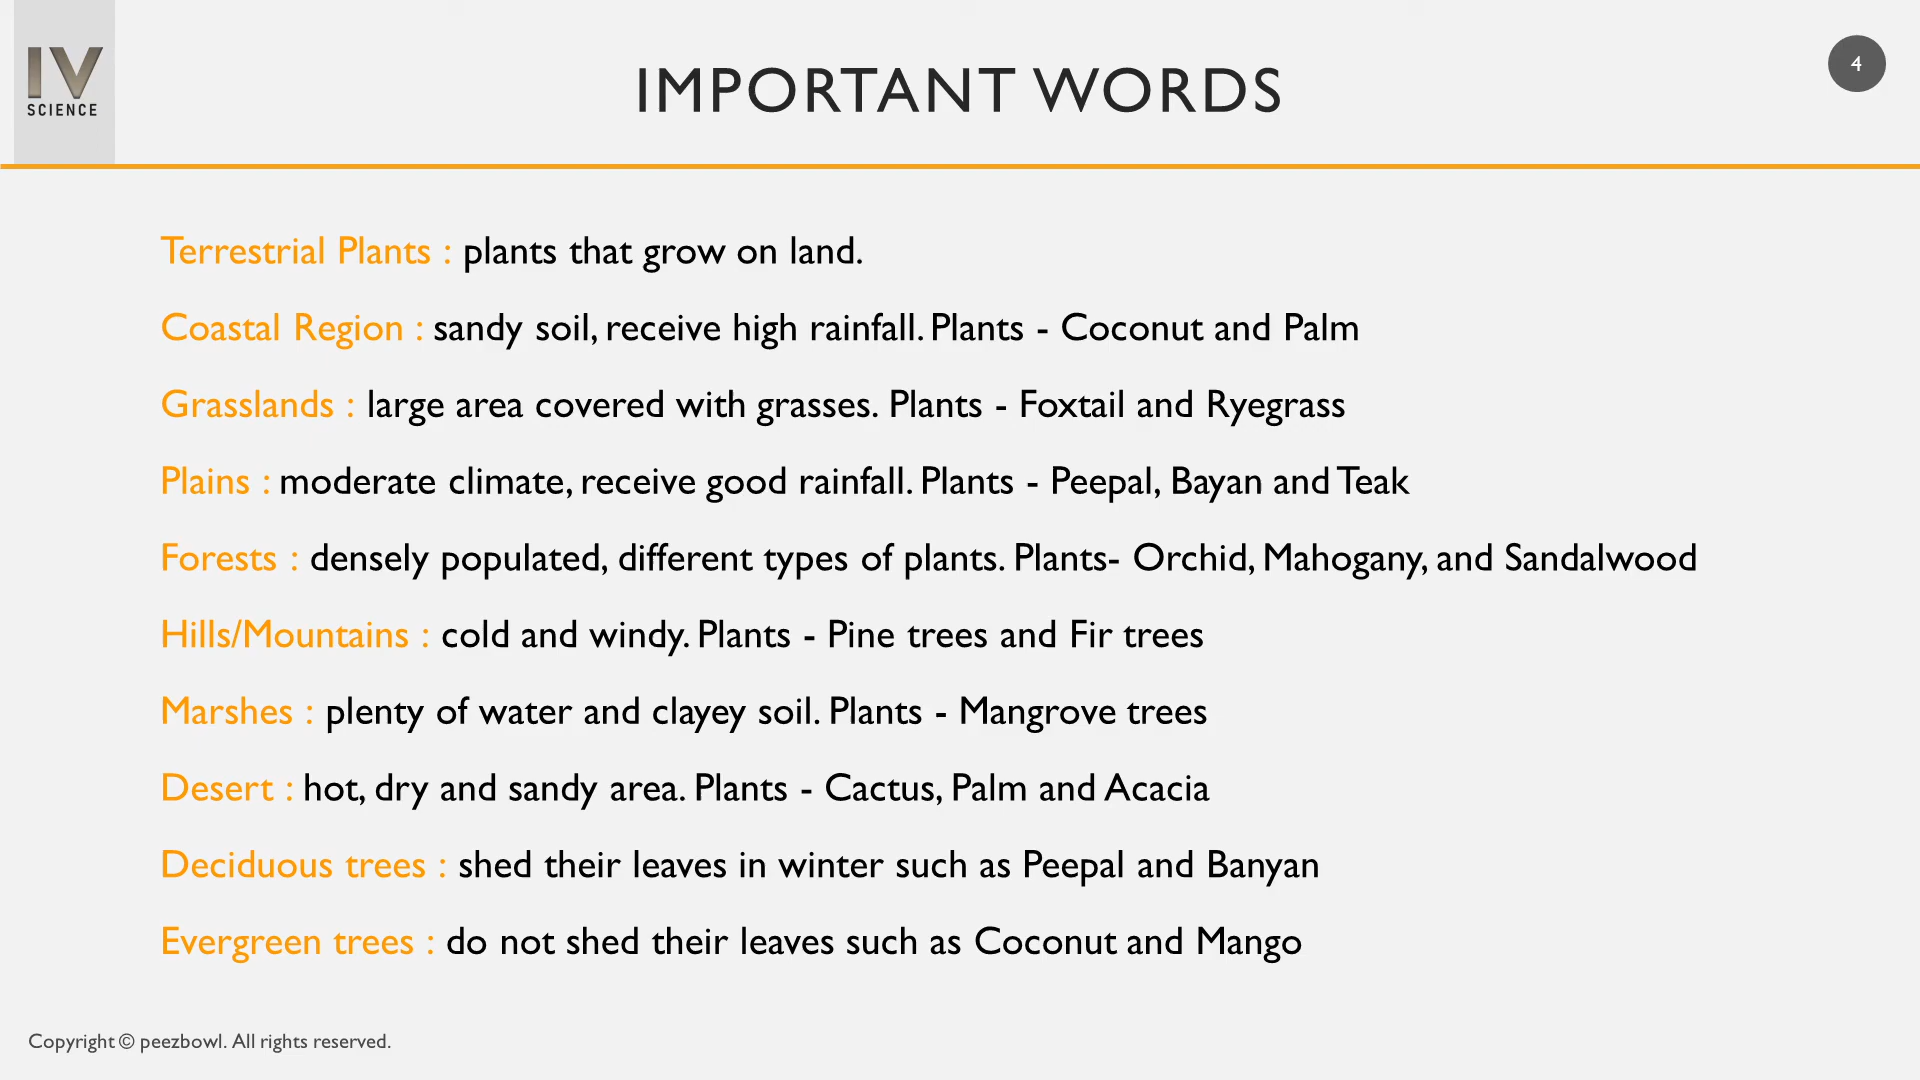 IV
SCIENCE
IMPORTANT WORDS
4
Terrestrial Plants : plants that grow on land.
Coastal Region : sandy soil, receive high rainfall. Plants - Coconut and Palm
Grasslands : large area covered with grasses. Plants - Foxtail and Ryegrass
Plains : moderate climate, receive good rainfall. Plants - Peepal, Bayan and Teak
Forests : densely populated, different types of plants. Plants- Orchid, Mahogany, and Sandalwood
Hills/Mountains : cold and windy. Plants - Pine trees and Fir trees
Marshes : plenty of water and clayey soil. Plants - Mangrove trees
Desert : hot, dry and sandy area. Plants - Cactus, Palm and Acacia
Deciduous trees : shed their leaves in winter such as Peepal and Banyan
Evergreen trees : do not shed their leaves such as Coconut and Mango
Copyright © peezbowl. All rights reserved.